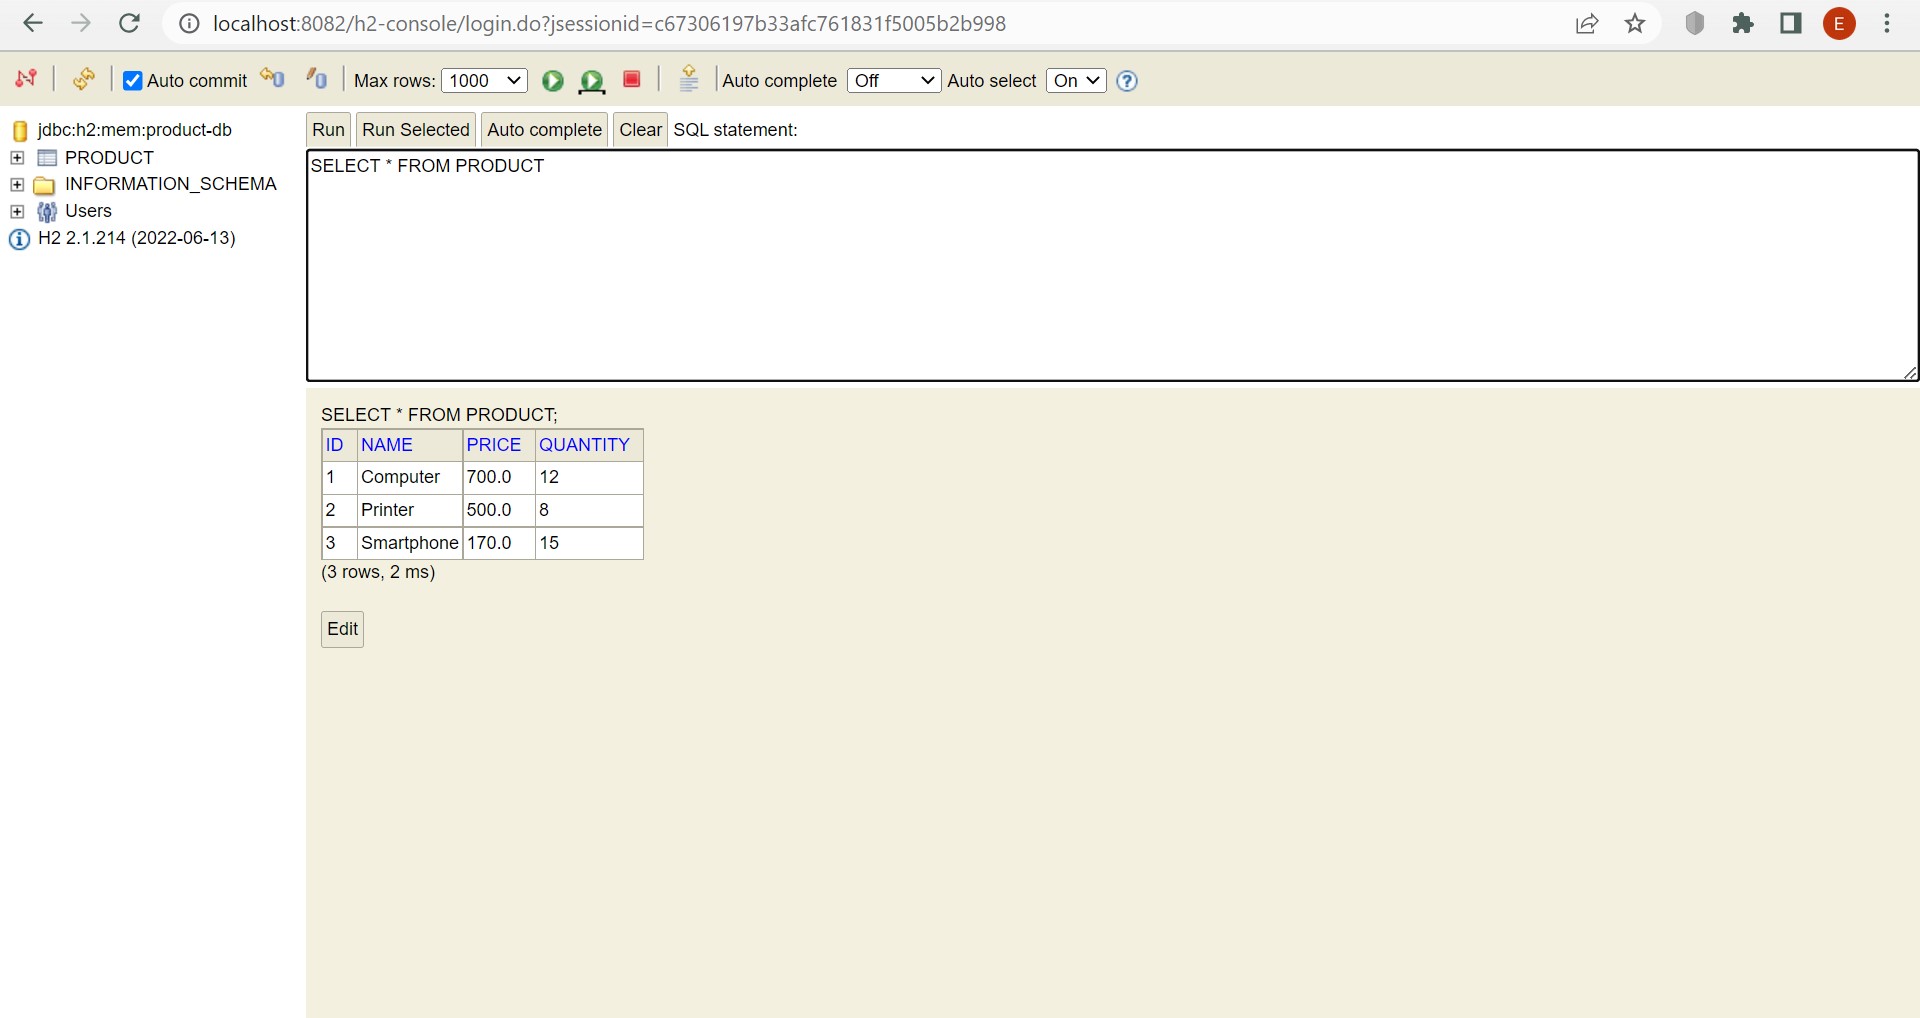 localhost:8082/h2-console/login.do?jsessionid=c67306197b33afc761831f5005b2b998
E
Auto commit
Max rows: 1000
Auto complete Off
Auto select On
?
jdbc:h2:mem:product-db
PRODUCT
INFORMATION_SCHEMA
Users
H2 2.1.214 (2022-06-13)
Run Run Selected Auto complete Clear SQL statement:
SELECT * FROM PRODUCT
SELECT * FROM PRODUCT;
ID NAME PRICE QUANTITY
1 Computer 700.0 12
2 Printer 500.0 8
3 Smartphone 170.0 15
(3 rows, 2 ms)
Edit